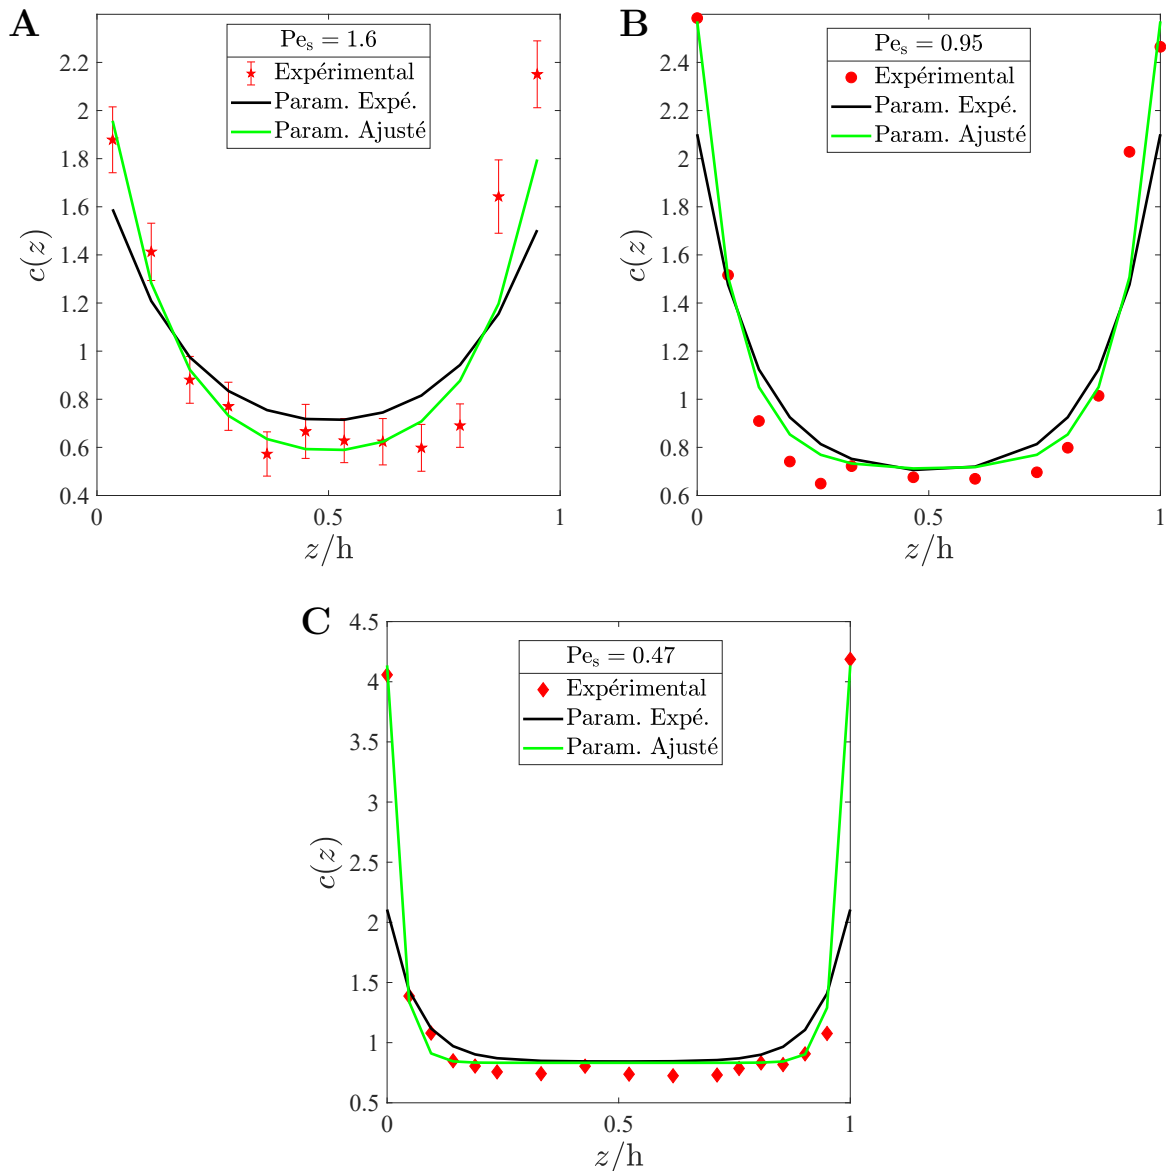 A
Pe_s = 1.6
Expérimental
Param. Expé.
Param. Ajusté
2.2
2
1.8
1.6
1.4
1.2
1
0.8
0.6
0.4
c(z)
0 0.5 1
z/h
B
Pe_s = 0.95
Expérimental
Param. Expé.
Param. Ajusté
2.4
2.2
2
1.8
1.6
1.4
1.2
1
0.8
0.6
c(z)
0 0.5 1
z/h
C
Pe_s = 0.47
Expérimental
Param. Expé.
Param. Ajusté
4.5
4
3.5
3
2.5
2
1.5
1
0.5
c(z)
0 0.5 1
z/h